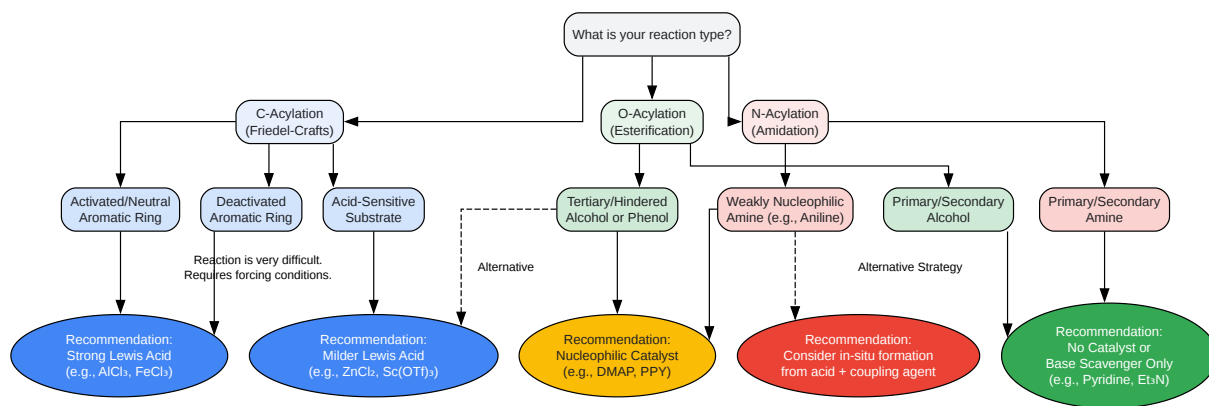 What is your reaction type?
C-Acylation
(Friedel-Crafts)
O-Acylation
(Esterification)
N-Acylation
(Amidation)
Activated/Neutral
Aromatic Ring
Deactivated
Aromatic Ring
Acid-Sensitive
Substrate
Tertiary/Hindered
Alcohol or Phenol
Weakly Nucleophilic
Amine (e.g., Aniline)
Primary/Secondary
Alcohol
Primary/Secondary
Amine
Reaction is very difficult.
Requires forcing conditions.
Alternative
Alternative Strategy
Recommendation:
Strong Lewis Acid
(e.g., AlCl₃, FeCl₃)
Recommendation:
Milder Lewis Acid
(e.g., ZnCl₂, Sc(OTf)₃)
Recommendation:
Nucleophilic Catalyst
(e.g., DMAP, PPY)
Recommendation:
Consider in-situ formation
from acid + coupling agent
Recommendation:
No Catalyst or
Base Scavenger Only
(e.g., Pyridine, Et₃N)